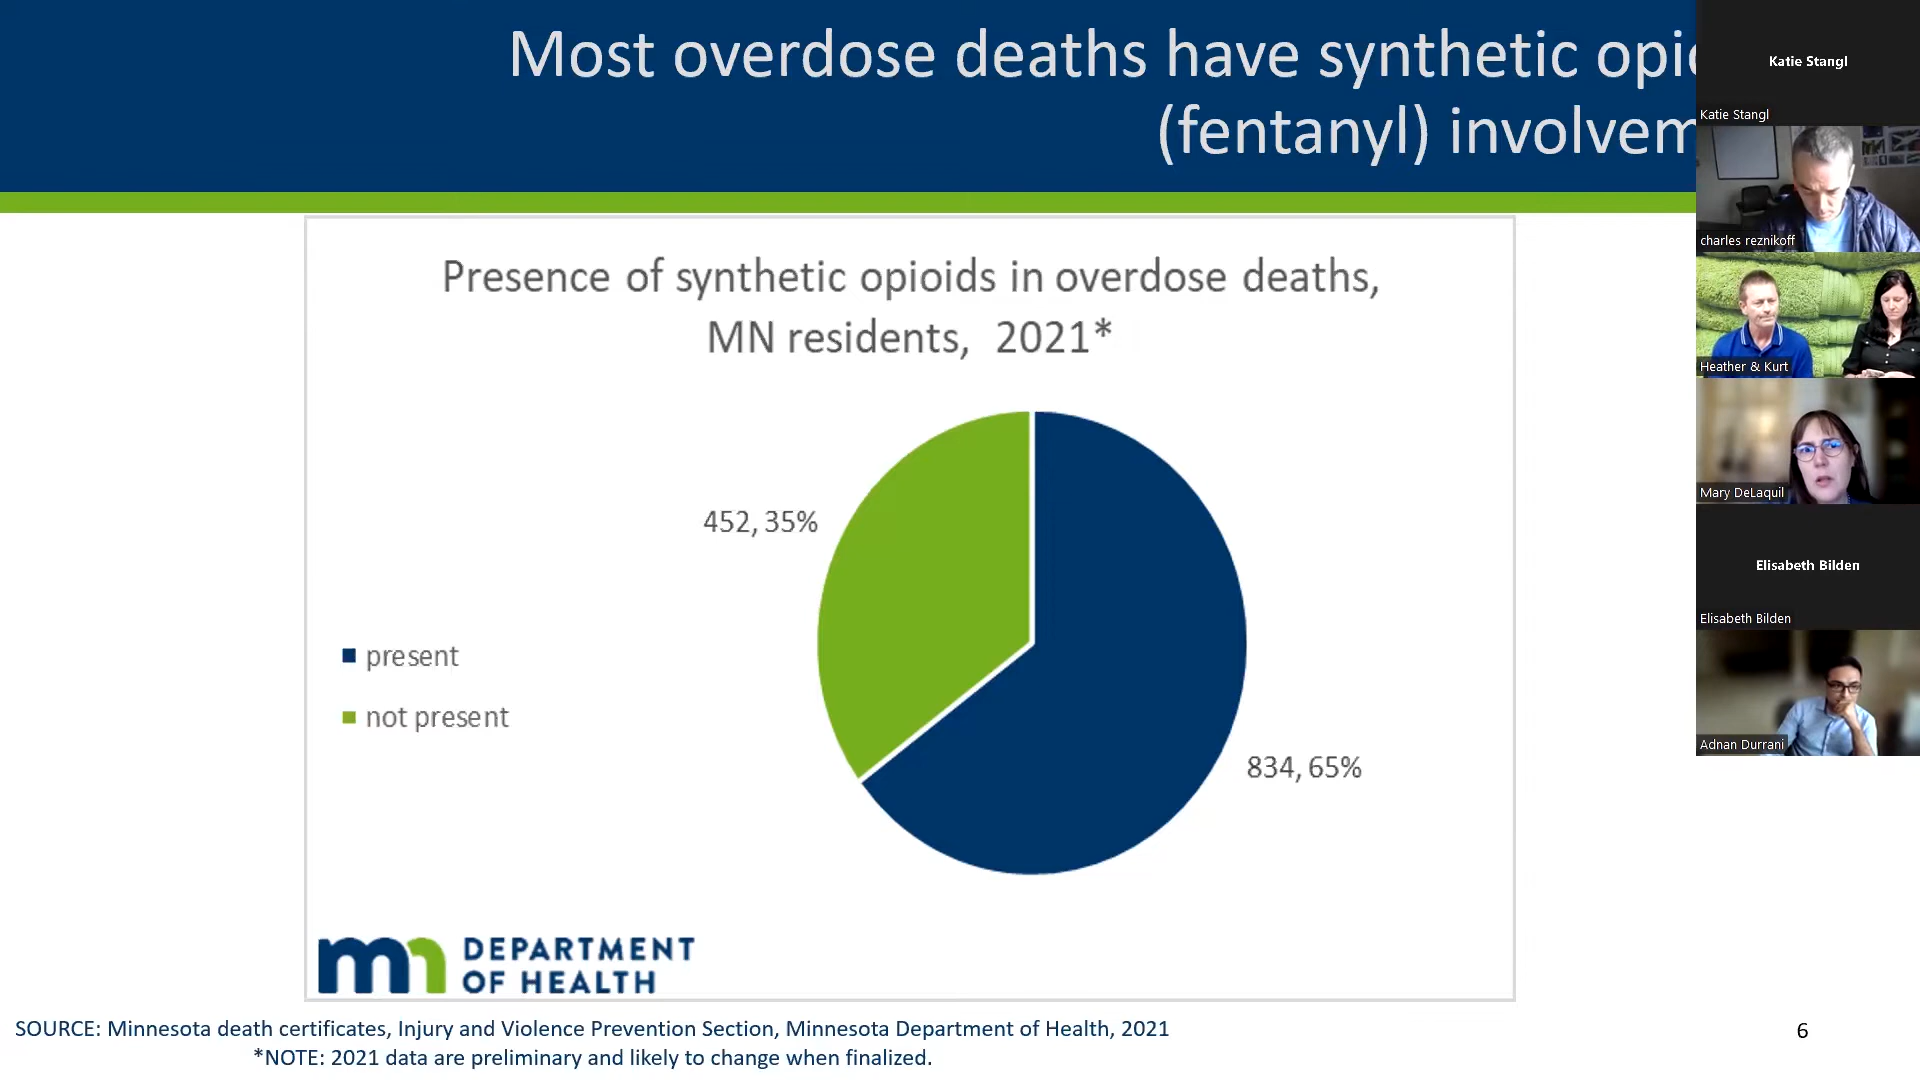 Most overdose deaths have synthetic opio
(fentanyl) involvem
Presence of synthetic opioids in overdose deaths,
MN residents, 2021*
452, 35%
present
not present
834, 65%
mn DEPARTMENT
OF HEALTH
SOURCE: Minnesota death certificates, Injury and Violence Prevention Section, Minnesota Department of Health, 2021
*NOTE: 2021 data are preliminary and likely to change when finalized.
6
Katie Stangl
Katie Stangl
charles reznikoff
Heather & Kurt
Mary DeLaquil
Elisabeth Bilden
Elisabeth Bilden
Adnan Durrani